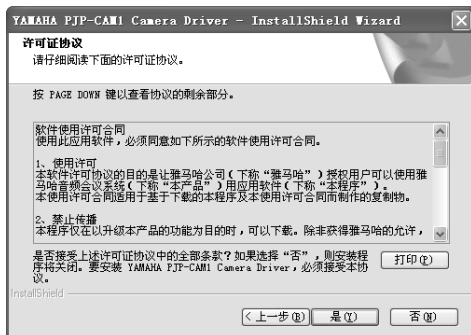 YAMAHA PJP-CAM1 Camera Driver - InstallShield Wizard
许可证协议
请仔细阅读下面的许可证协议。
按 PAGE DOWN 键以查看协议的剩余部分。
软件使用许可合同
使用此应用软件，必须同意如下所示的软件使用许可合同。
1、使用许可
本软件许可协议的目的是让雅马哈公司（下称“雅马哈”）授权用户可以使用雅
马哈音频会议系统（下称“本产品”）用应用软件（下称“本程序”）。
本使用许可合同适用于基于下载的本程序及本使用许可合同而制作的复制物。
2、禁止传播
本程序仅在以升级本产品的功能为目的时，可以下载。除非获得雅马哈的允许，
是否接受上述许可证协议中的全部条款?如果选择“否”，则安装程
序将关闭。要安装 YAMAHA PJP-CAM1 Camera Driver，必须接受本协
议。
打印(P)
InstallShield
<上一步(B)
是(Y)
否(N)